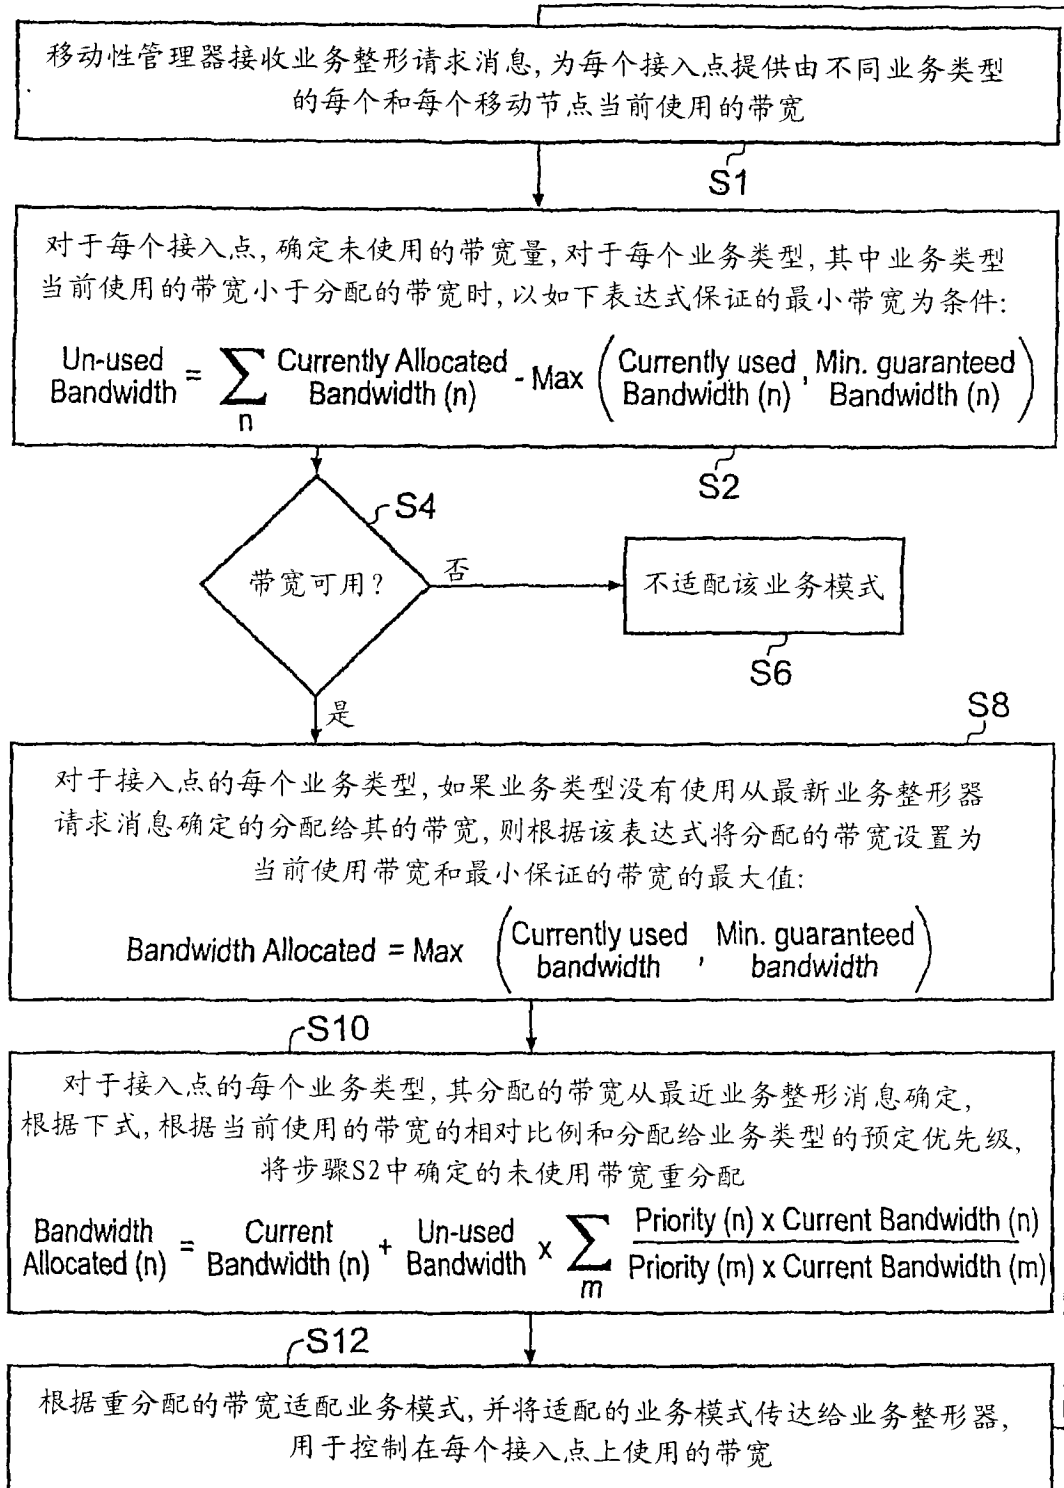 移动性管理器接收业务整形请求消息,为每个接入点提供由不同业务类型
的每个和每个移动节点当前使用的带宽
S1
对于每个接入点,确定未使用的带宽量,对于每个业务类型,其中业务类型
当前使用的带宽小于分配的带宽时,以如下表达式保证的最小带宽为条件:
Un-used Bandwidth = ∑n Currently Allocated Bandwidth (n) - Max (Currently used Bandwidth (n), Min. guaranteed Bandwidth (n))
S2
S4
带宽可用?
否
不适配该业务模式
S6
是
S8
对于接入点的每个业务类型,如果业务类型没有使用从最新业务整形器
请求消息确定的分配给其的带宽,则根据该表达式将分配的带宽设置为
当前使用带宽和最小保证的带宽的最大值:
Bandwidth Allocated = Max (Currently used bandwidth, Min. guaranteed bandwidth)
S10
对于接入点的每个业务类型,其分配的带宽从最近业务整形消息确定,
根据下式,根据当前使用的带宽的相对比例和分配给业务类型的预定优先级,
将步骤S2中确定的未使用带宽重分配
Bandwidth Allocated (n) = Current Bandwidth (n) + Un-used Bandwidth x ∑m Priority (n) x Current Bandwidth (n) / Priority (m) x Current Bandwidth (m)
S12
根据重分配的带宽适配业务模式,并将适配的业务模式传达给业务整形器,
用于控制在每个接入点上使用的带宽